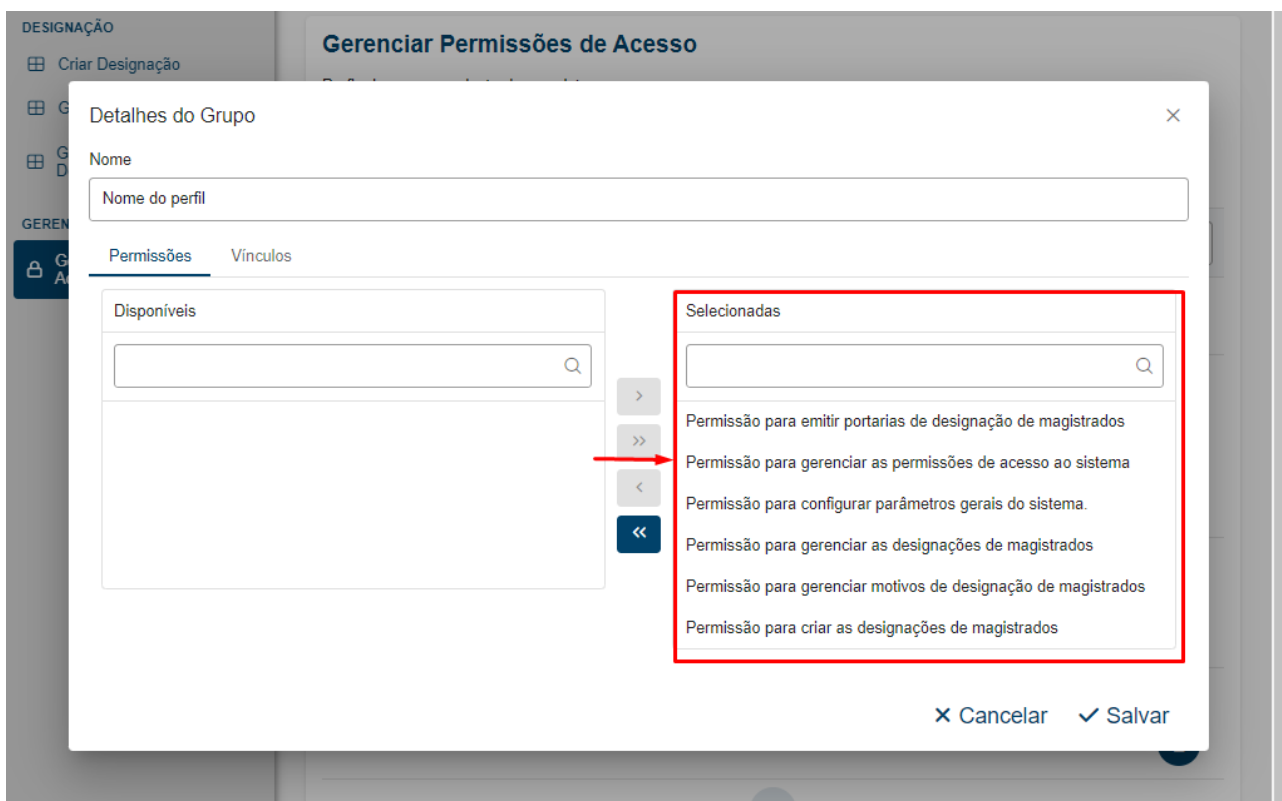 DESIGNAÇÃO
Criar Designação
Gerenciar Permissões de Acesso
G
G
D
GEREN
G
A
Detalhes do Grupo
Nome
Nome do perfil
Permissões Vínculos
Disponíveis
Selecionadas
Permissão para emitir portarias de designação de magistrados
Permissão para gerenciar as permissões de acesso ao sistema
Permissão para configurar parâmetros gerais do sistema.
Permissão para gerenciar as designações de magistrados
Permissão para gerenciar motivos de designação de magistrados
Permissão para criar as designações de magistrados
Cancelar Salvar